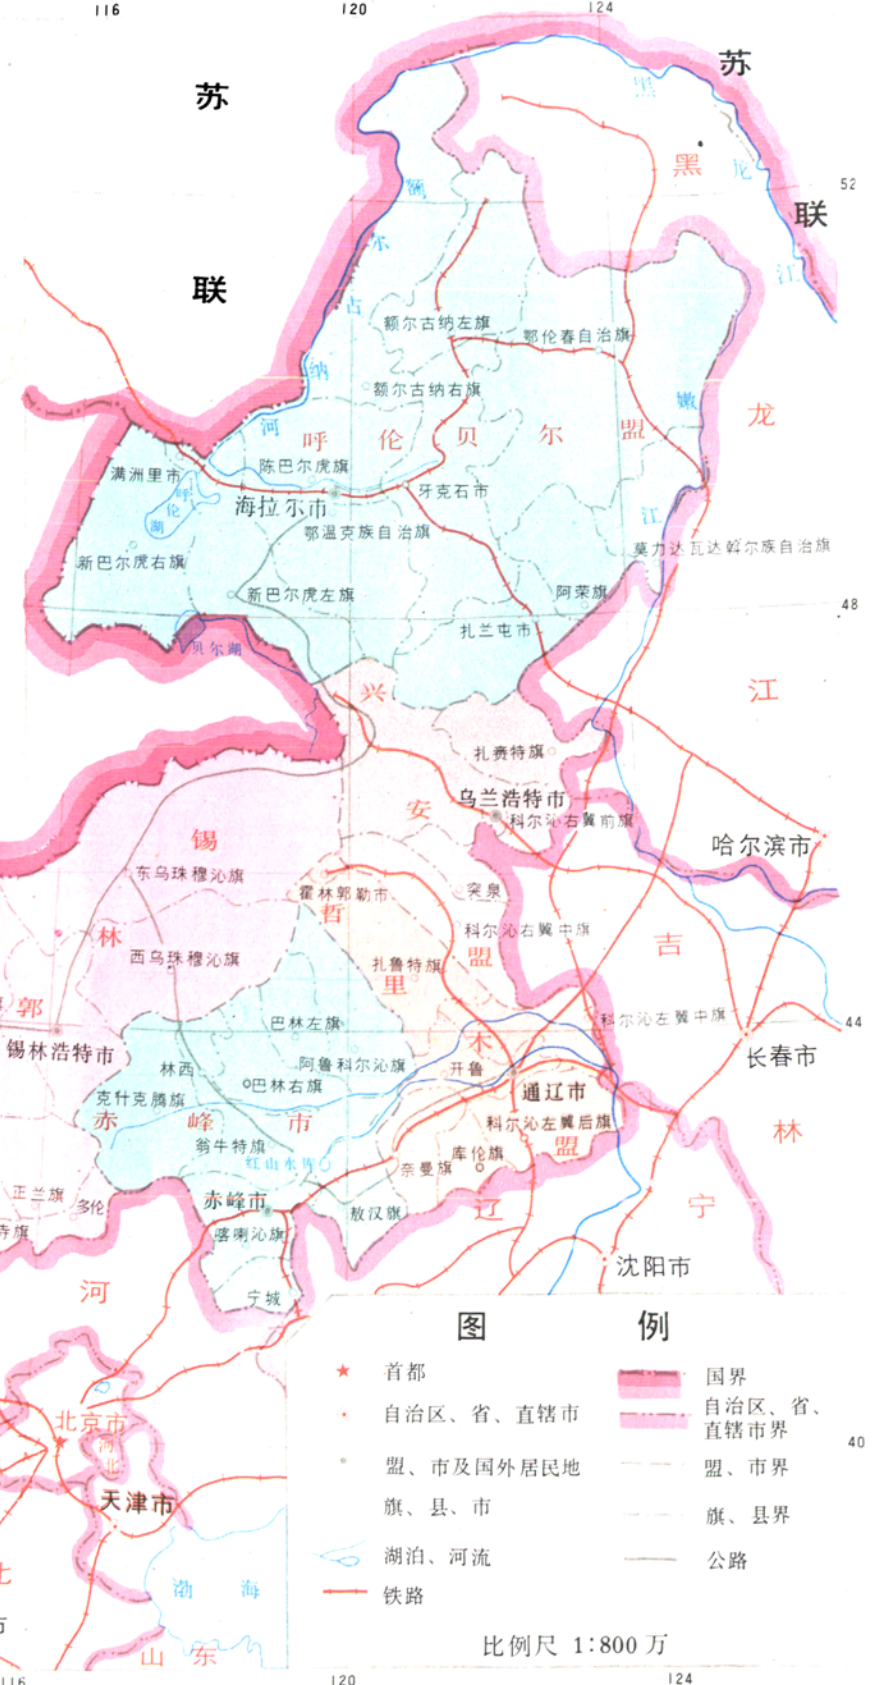 116
120
124
苏
苏
联
联
黑
龙
江
52
黑
额
尔
古
纳
河
额尔古纳左旗
鄂伦春自治旗
额尔古纳右旗
嫩
江
龙
呼 伦 贝 尔 盟
陈巴尔虎旗
满洲里市
呼
伦
湖
海拉尔市
牙克石市
鄂温克族自治旗
莫力达瓦达斡尔族自治旗
新巴尔虎右旗
新巴尔虎左旗
阿荣旗
48
扎兰屯市
贝尔湖
兴
江
扎赉特旗
乌兰浩特市
安
科尔沁右翼前旗
锡
哈尔滨市
东乌珠穆沁旗
霍林郭勒市
突泉
哲
科尔沁右翼中旗
林
吉
西乌珠穆沁旗
扎鲁特旗
盟
里
郭
巴林左旗
科尔沁左翼中旗
44
锡林浩特市
木
长春市
林西
阿鲁科尔沁旗
开鲁
巴林右旗
通辽市
克什克腾旗
赤 峰 市
科尔沁左翼后旗
林
翁牛特旗
盟
红山水库
库伦旗
奈曼旗
正兰旗
多伦
赤峰市
敖汉旗
辽
宁
寺旗
喀喇沁旗
沈阳市
河
宁城
图 例
首都
国界
自治区、省、直辖市
自治区、省、
直辖市界
北京市
河
北
40
盟、市及国外居民地
盟、市界
天津市
旗、县、市
旗、县界
湖泊、河流
公路
渤 海
铁路
比例尺 1:800万
山 东
116
120
124